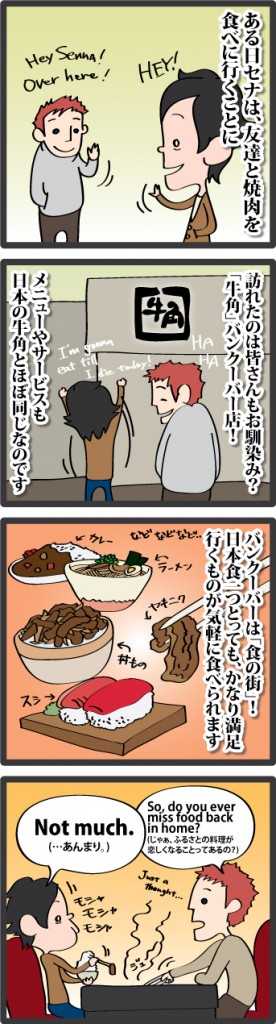 ある日セナは、友達と焼肉を
食べに行くことに
HEY!
Hey Senna!
Over here!
訪れたのは皆さんもお馴染み?
「牛角」バンクーバー店!
牛角
HA
HA
I'm gonna
eat till
I die today!
メニューやサービスも
日本の牛角とほぼ同じなのです
バンクーバーは「食の街」!
日本食一つとっても、かなり満足
行くものが気軽に食べられます
などなどなど…
カレー
ラーメン
ヤキニク
丼もの
スシ
So, do you ever
miss food back
in home?
(じゃぁ、ふるさとの料理が
恋しくなることってあるの?)
Just a
thought...
Not much.
(…あんまり。)
モシャ
モシャ
モシャ
ジュー